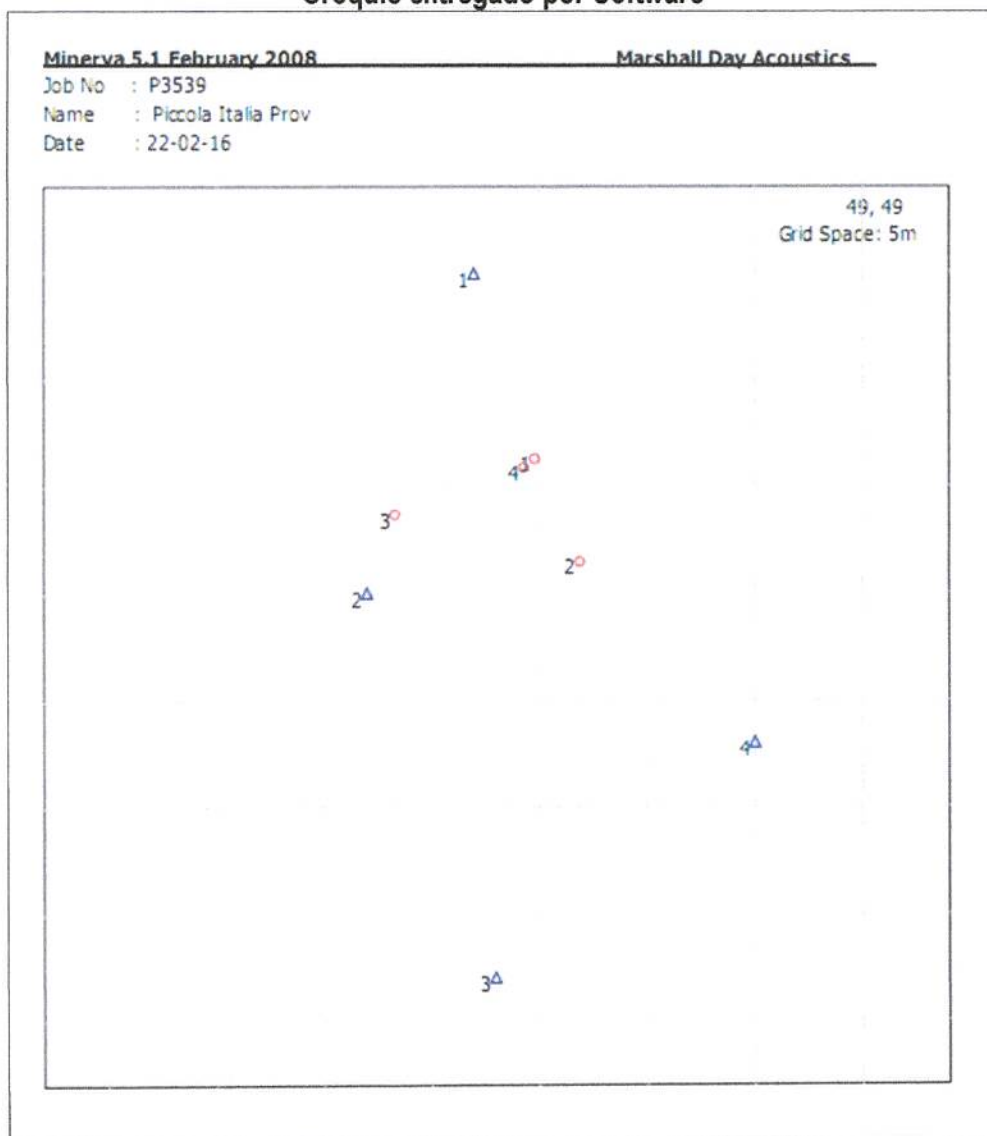 Croquis entregado por Software
Minerva 5.1 February 2008 Marshall Day Acoustics
Job No : P3539
Name : Piccola Italia Prov
Date : 22-02-16
49, 49
Grid Space: 5m
1
4 1
3
2
2
4
3